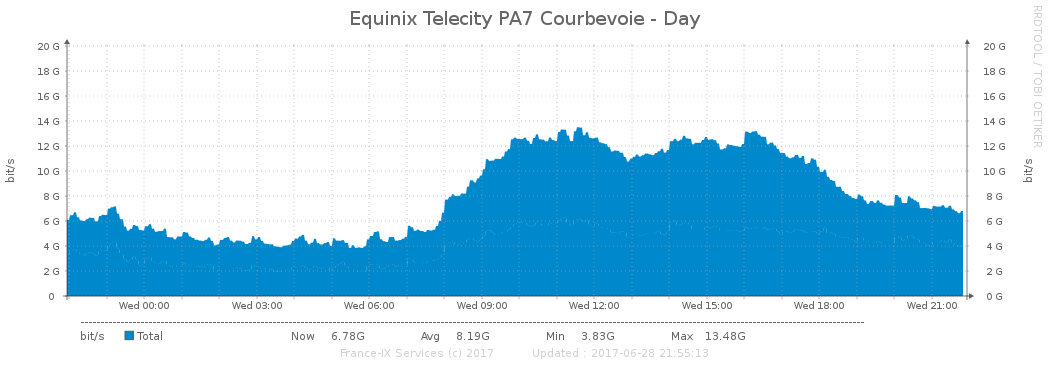 Equinix Telecity PA7 Courbevoie - Day
RRDTOOL / TOBI OETIKER
bit/s
bit/s
20 G 20 G
18 G 18 G
16 G 16 G
14 G 14 G
12 G 12 G
10 G 10 G
8 G 8 G
6 G 6 G
4 G 4 G
2 G 2 G
0 0 G
Wed 00:00 Wed 03:00 Wed 06:00 Wed 09:00 Wed 12:00 Wed 15:00 Wed 18:00 Wed 21:00
bit/s Total Now 6.78G Avg 8.19G Min 3.83G Max 13.48G
France-IX Services (c) 2017 Updated : 2017-06-28 21:55:13